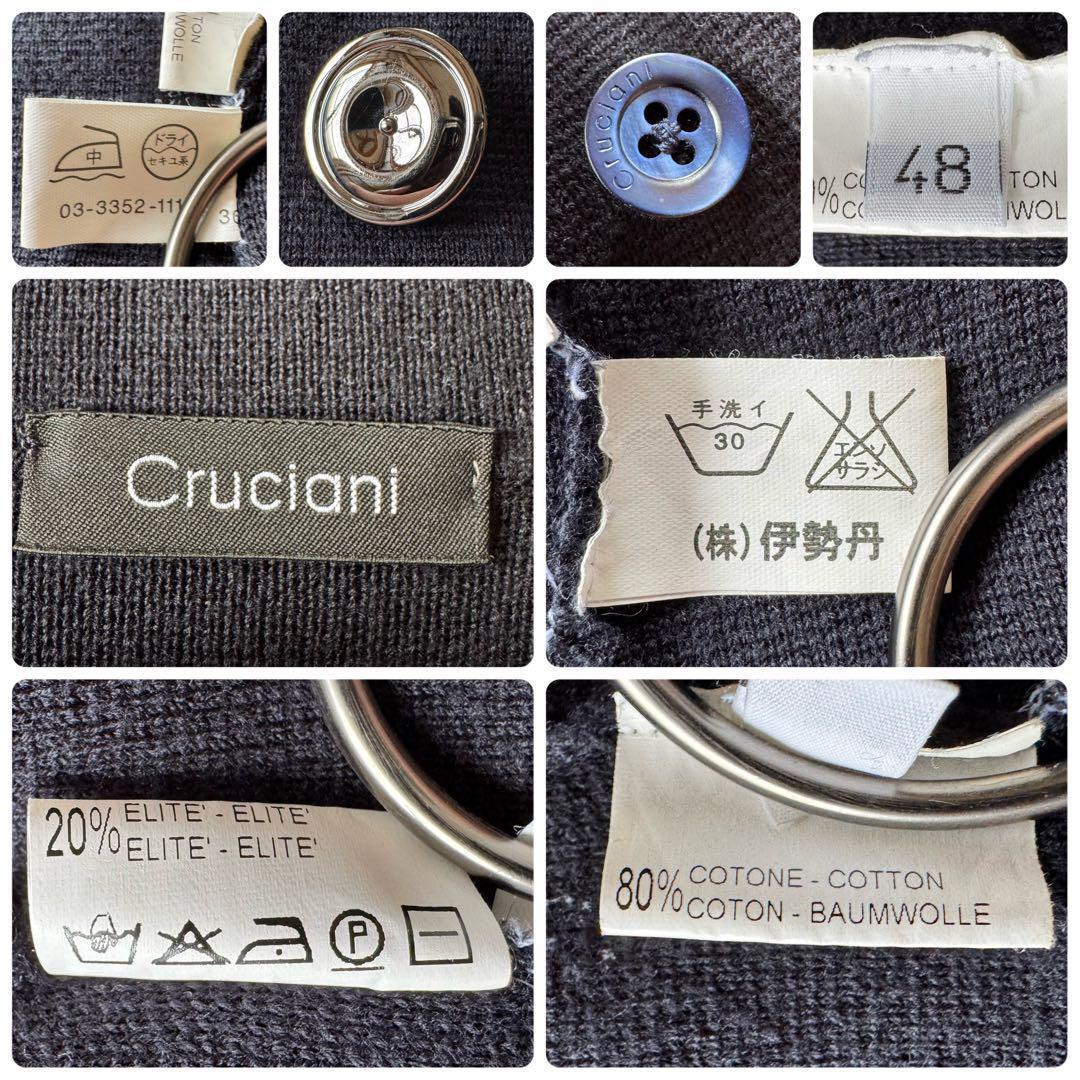 TON
WOLLE
中
ドライ
セキユ系
03-3352-111
36
Cruciani
48
%
CO
TON
CO
WOL
Cruciani
手洗イ
30
エンソ
サラシ
(株)伊勢丹
20% ELITE' - ELITE'
ELITE' - ELITE'
P
80% COTONE - COTTON
COTON - BAUMWOLLE